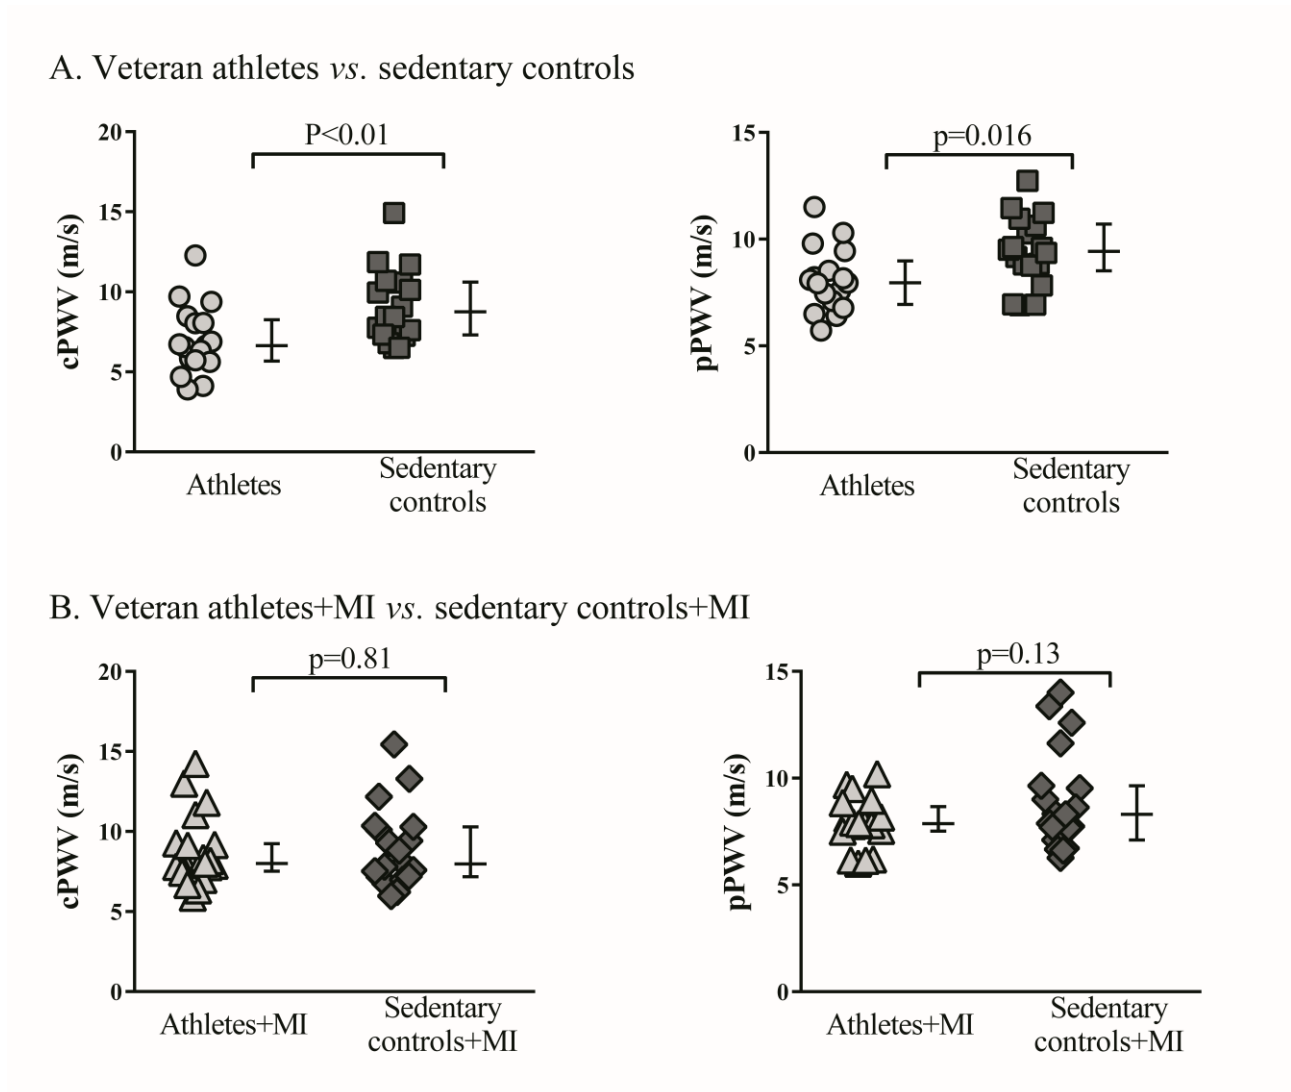 A. Veteran athletes vs. sedentary controls
P<0.01
20
15
10
5
0
cPWV (m/s)
Athletes
Sedentary
controls
p=0.016
15
10
5
0
pPWV (m/s)
Athletes
Sedentary
controls
B. Veteran athletes+MI vs. sedentary controls+MI
p=0.81
20
15
10
5
0
cPWV (m/s)
Athletes+MI
Sedentary
controls+MI
p=0.13
15
10
5
0
pPWV (m/s)
Athletes+MI
Sedentary
controls+MI